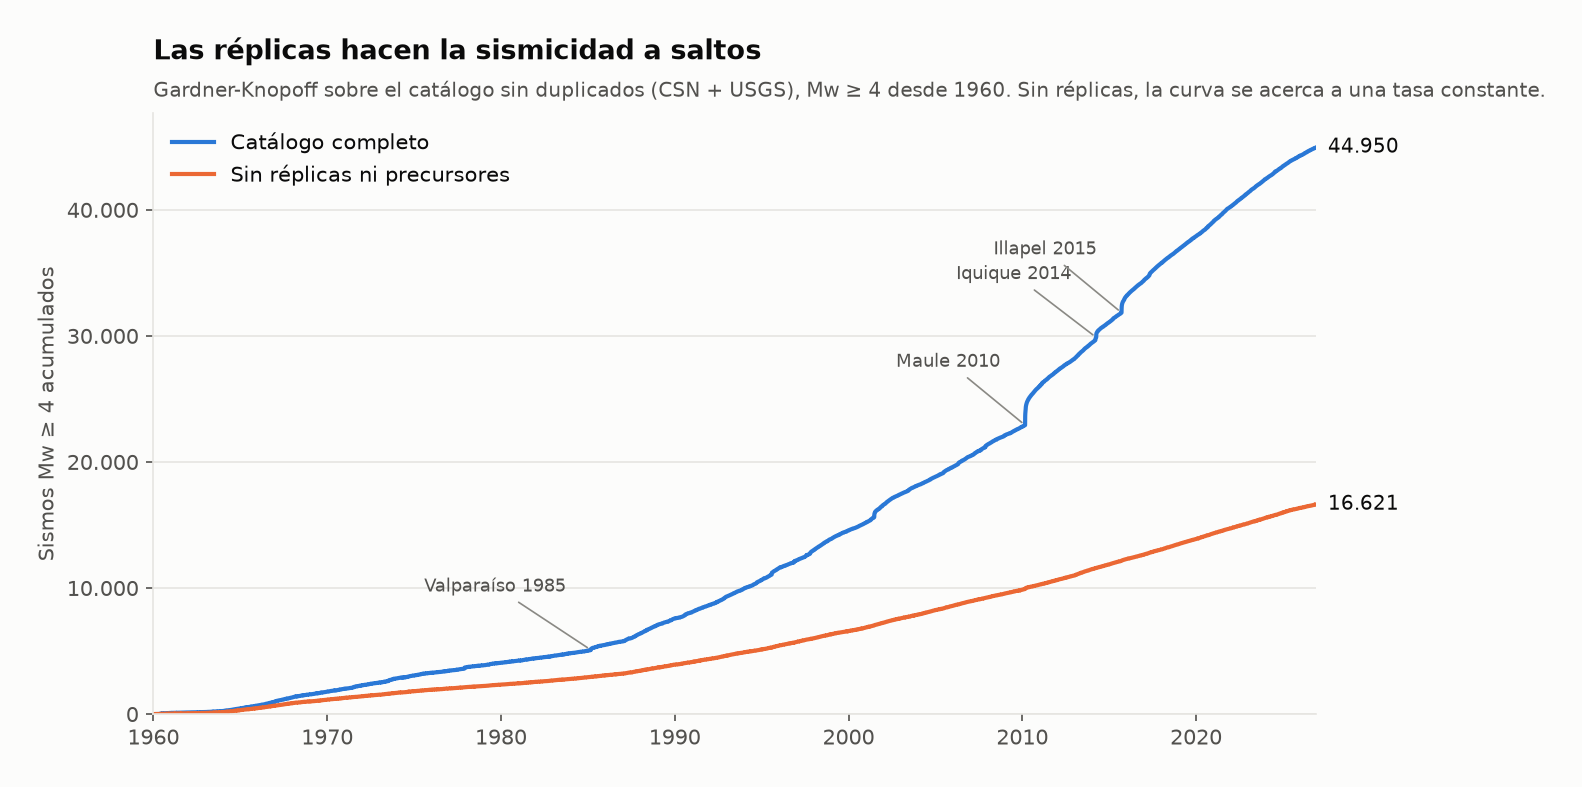 Las réplicas hacen la sismicidad a saltos
Gardner-Knopoff sobre el catálogo sin duplicados (CSN + USGS), Mw ≥ 4 desde 1960. Sin réplicas, la curva se acerca a una tasa constante.
Catálogo completo
Sin réplicas ni precursores
44.950
40.000
Illapel 2015
Iquique 2014
30.000
Maule 2010
20.000
16.621
Valparaíso 1985
10.000
0
Sismos Mw ≥ 4 acumulados
1960
1970
1980
1990
2000
2010
2020